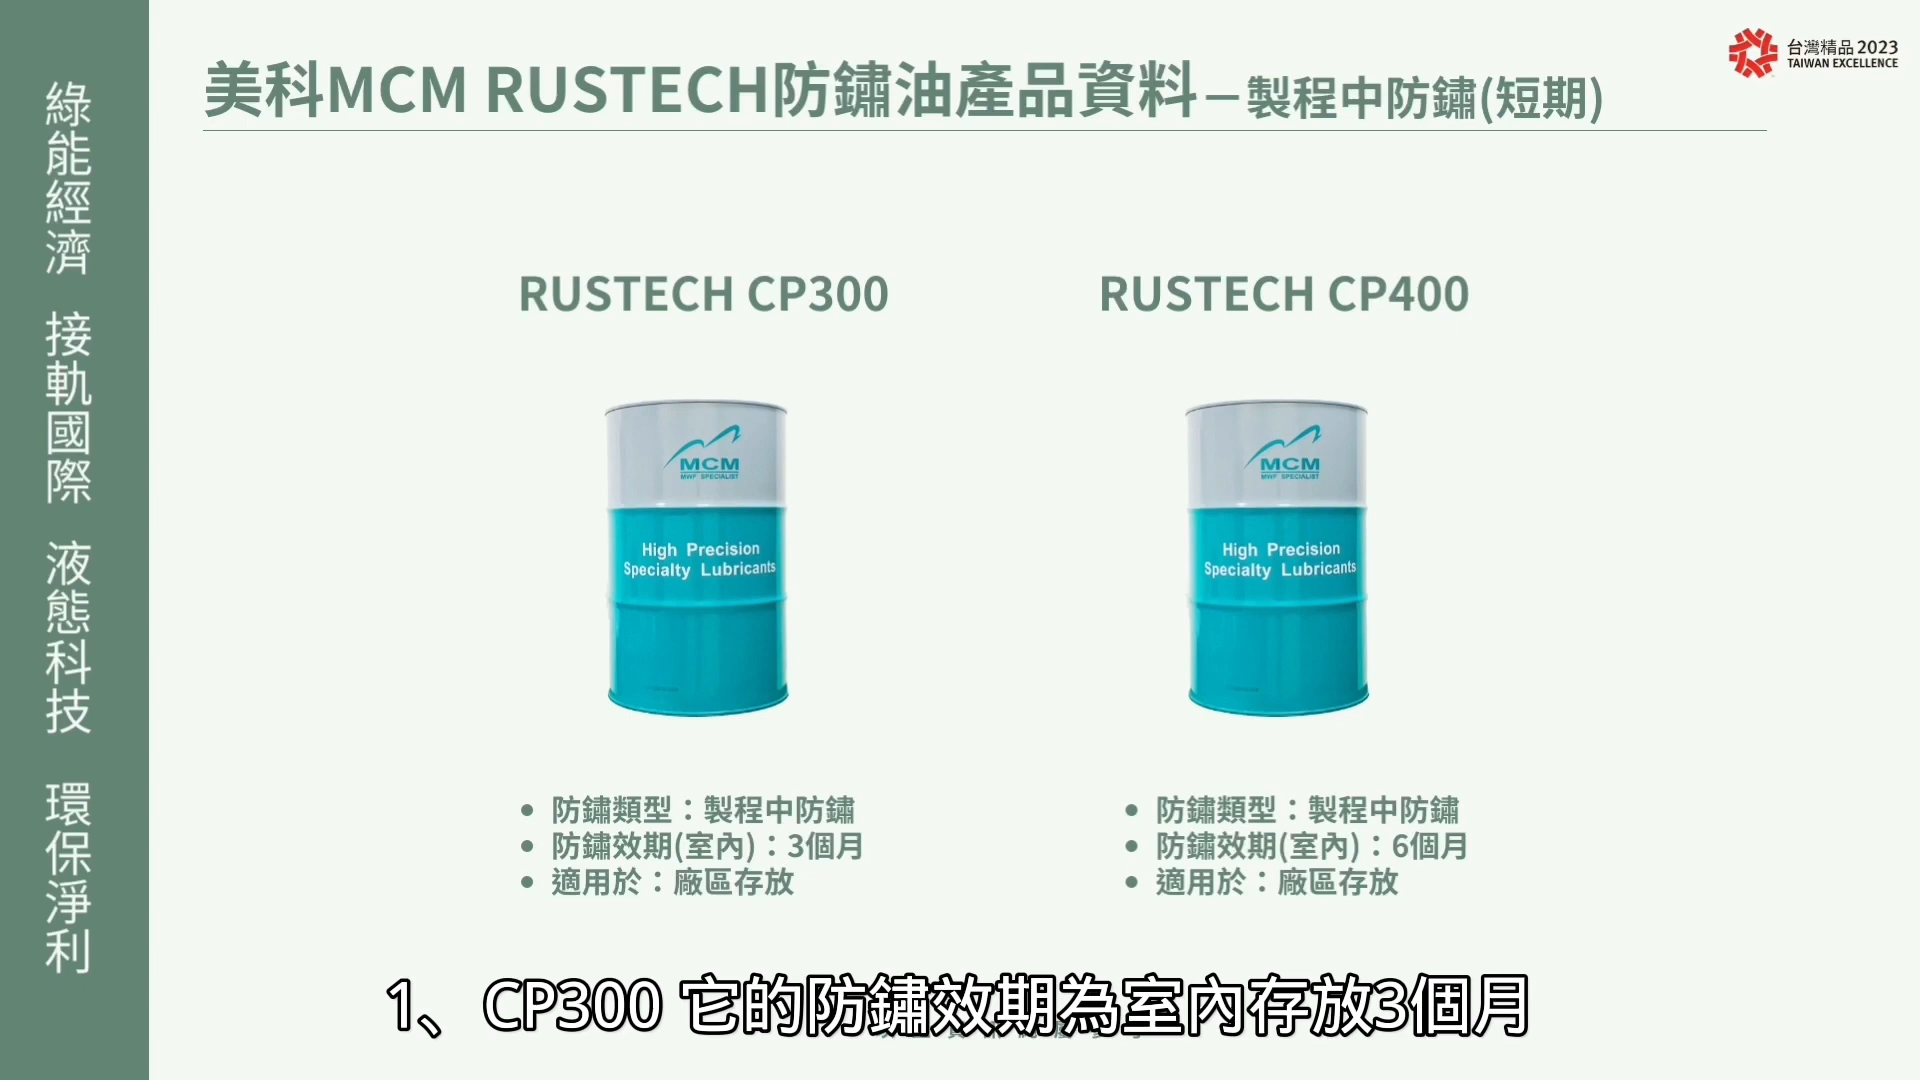 綠能經濟 接軌國際 液態科技 環保淨利
美科MCM RUSTECH防鏽油產品資料－製程中防鏽(短期)
台灣精品 2023
TAIWAN EXCELLENCE
RUSTECH CP300
RUSTECH CP400
MCM
MWF SPECIALIST
High Precision
Specialty Lubricants
MCM
MWF SPECIALIST
High Precision
Specialty Lubricants
• 防鏽類型：製程中防鏽
• 防鏽效期(室內)：3個月
• 適用於：廠區存放
• 防鏽類型：製程中防鏽
• 防鏽效期(室內)：6個月
• 適用於：廠區存放
1、CP300 它的防鏽效期為室內存放3個月